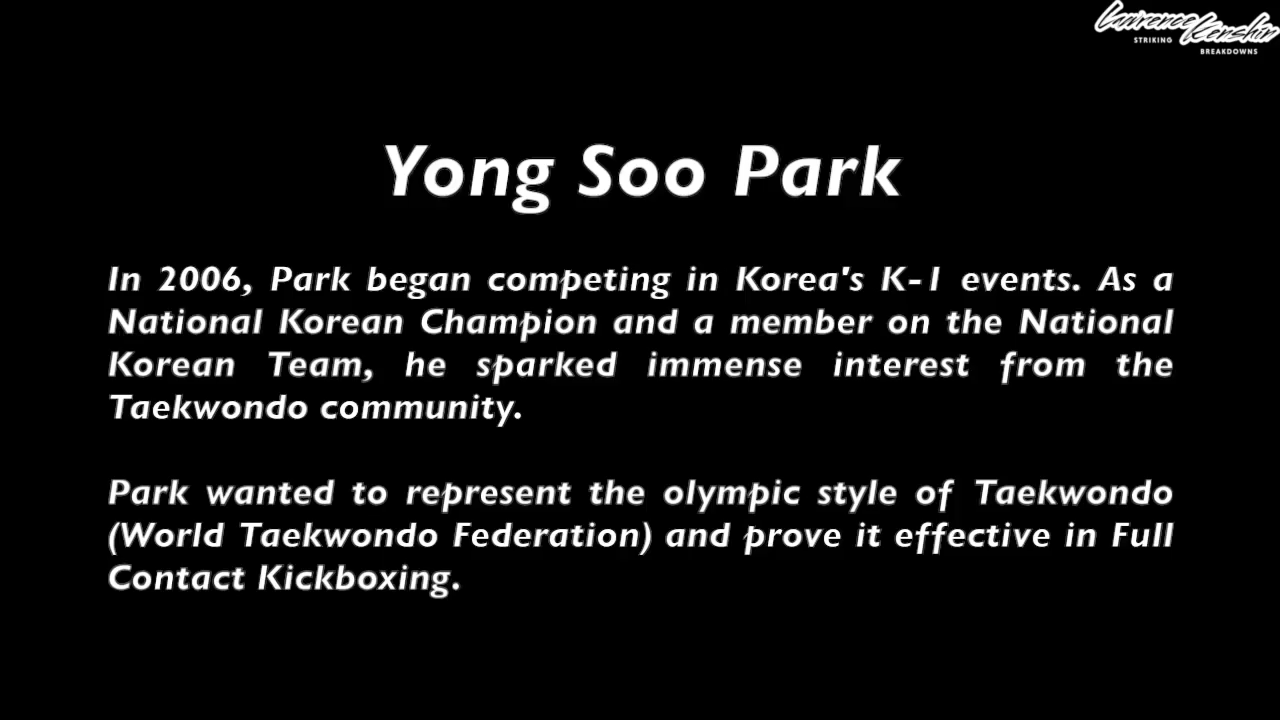 Lawrence Kenshin
STRIKING
BREAKDOWNS
Yong Soo Park
In 2006, Park began competing in Korea's K-1 events. As a
National Korean Champion and a member on the National
Korean Team, he sparked immense interest from the
Taekwondo community.
Park wanted to represent the olympic style of Taekwondo
(World Taekwondo Federation) and prove it effective in Full
Contact Kickboxing.